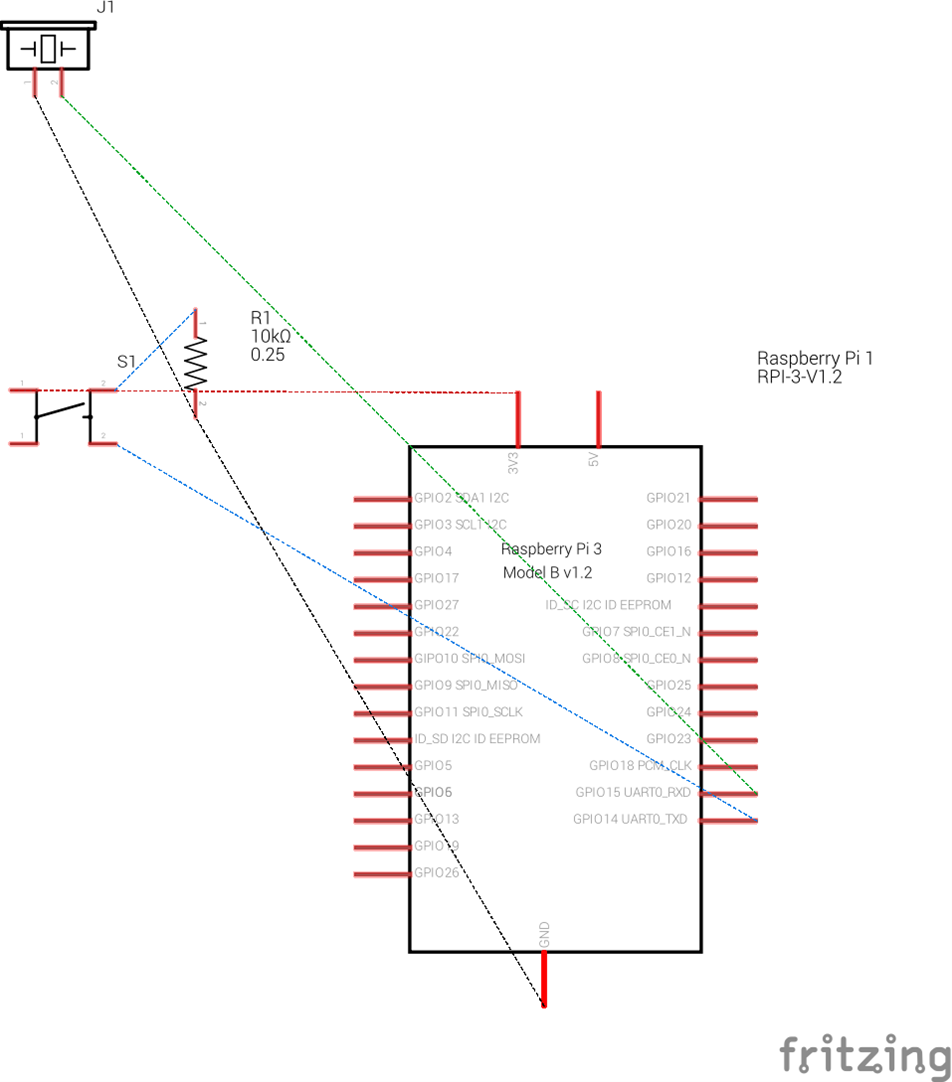 J1
1
2
R1
10kΩ
0.25
1
2
S1
1
2
1
2
Raspberry Pi 1
RPI-3-V1.2
3V3
5V
Raspberry Pi 3
Model B v1.2
GPIO2 SDA1 I2C
GPIO3 SCL1 I2C
GPIO4
GPIO17
GPIO27
GPIO22
GIPO10 SPI0_MOSI
GPIO9 SPI0_MISO
GPIO11 SPI0_SCLK
ID_SD I2C ID EEPROM
GPIO5
GPIO6
GPIO13
GPIO19
GPIO26
GPIO21
GPIO20
GPIO16
GPIO12
ID_SC I2C ID EEPROM
GPIO7 SPI0_CE1_N
GPIO8 SPI0_CE0_N
GPIO25
GPIO24
GPIO23
GPIO18 PCM_CLK
GPIO15 UART0_RXD
GPIO14 UART0_TXD
GND
fritzing